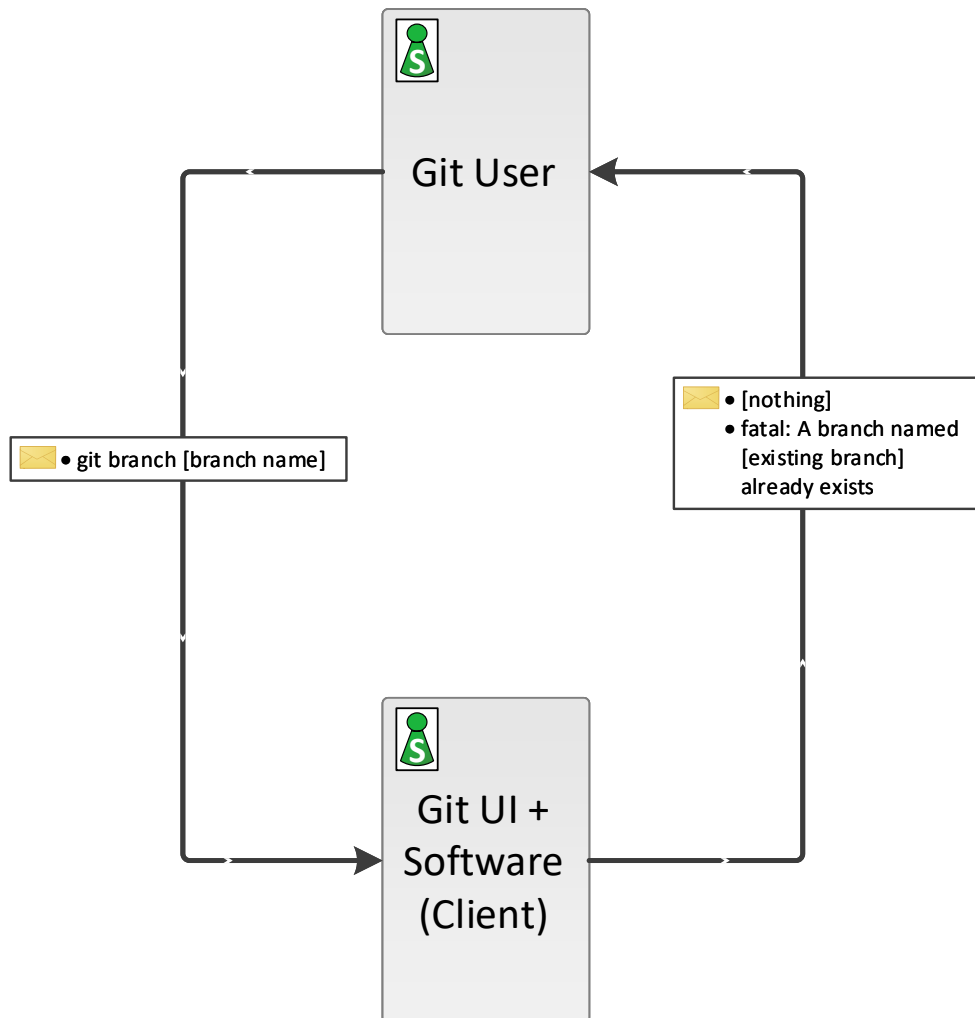 S
Git User
• [nothing]
• fatal: A branch named
[existing branch]
already exists
• git branch [branch name]
S
Git UI +
Software
(Client)